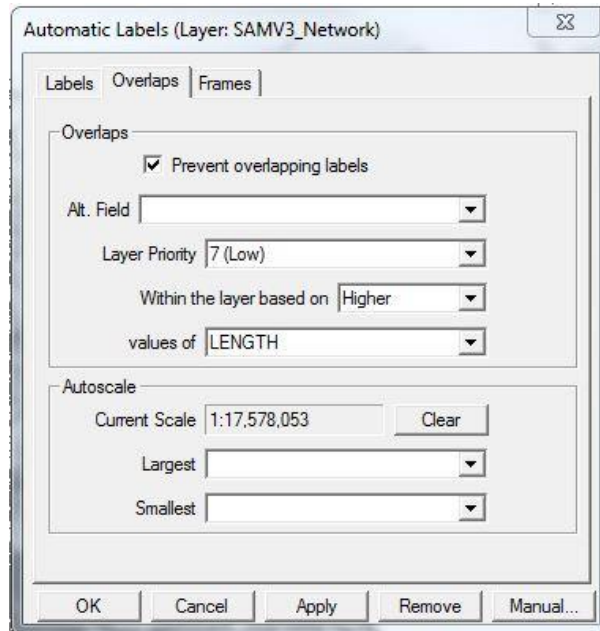 Automatic Labels (Layer: SAMV3_Network)
Labels Overlaps Frames
Overlaps
Prevent overlapping labels
Alt. Field
Layer Priority 7 (Low)
Within the layer based on Higher
values of LENGTH
Autoscale
Current Scale 1:17,578,053 Clear
Largest
Smallest
OK Cancel Apply Remove Manual...